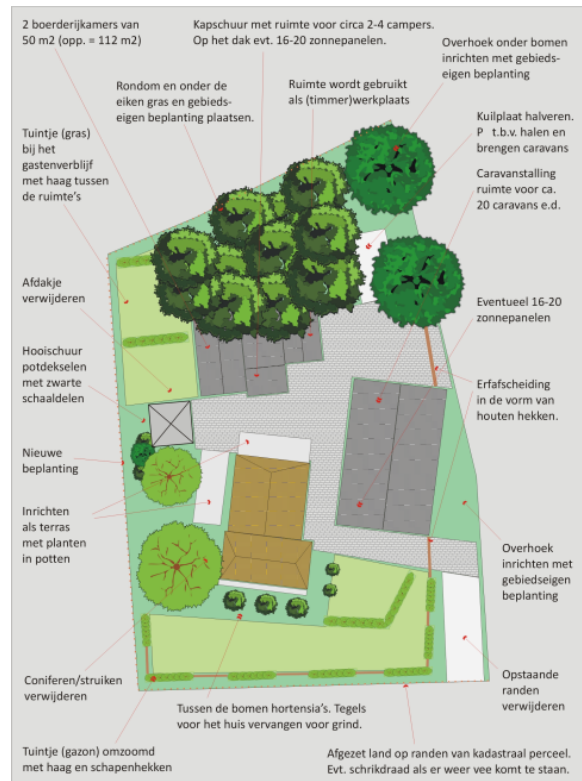 2 boerderijkamers van
50 m2 (opp. = 112 m2)
Kapschuur met ruimte voor circa 2-4 campers.
Op het dak evt. 16-20 zonnepanelen.
Overhoek onder bomen
inrichten met gebieds-
eigen beplanting
Rondom en onder de
eiken gras en gebieds-
eigen beplanting plaatsen.
Ruimte wordt gebruikt
als (timmer)werkplaats
Kuilplaat halveren.
P t.b.v. halen en
brengen caravans
Tuintje (gras)
bij het
gastenverblijf
met haag tussen
de ruimte's
Caravanstalling
ruimte voor ca.
20 caravans e.d.
Afdakje
verwijderen
Eventueel 16-20
zonnepanelen
Hooischuur
potdekselen
met zwarte
schaaldelen
Erfafscheiding
in de vorm van
houten hekken.
Nieuwe
beplanting
Inrichten
als terras
met planten
in potten
Overhoek
inrichten met
gebiedseigen
beplanting
Coniferen/struiken
verwijderen
Opstaande
randen
verwijderen
Tussen de bomen hortensia's. Tegels
voor het huis vervangen voor grind.
Tuintje (gazon) omzoomd
met haag en schapenhekken
Afgezet land op randen van kadastraal perceel.
Evt. schrikdraad als er weer vee komt te staan.